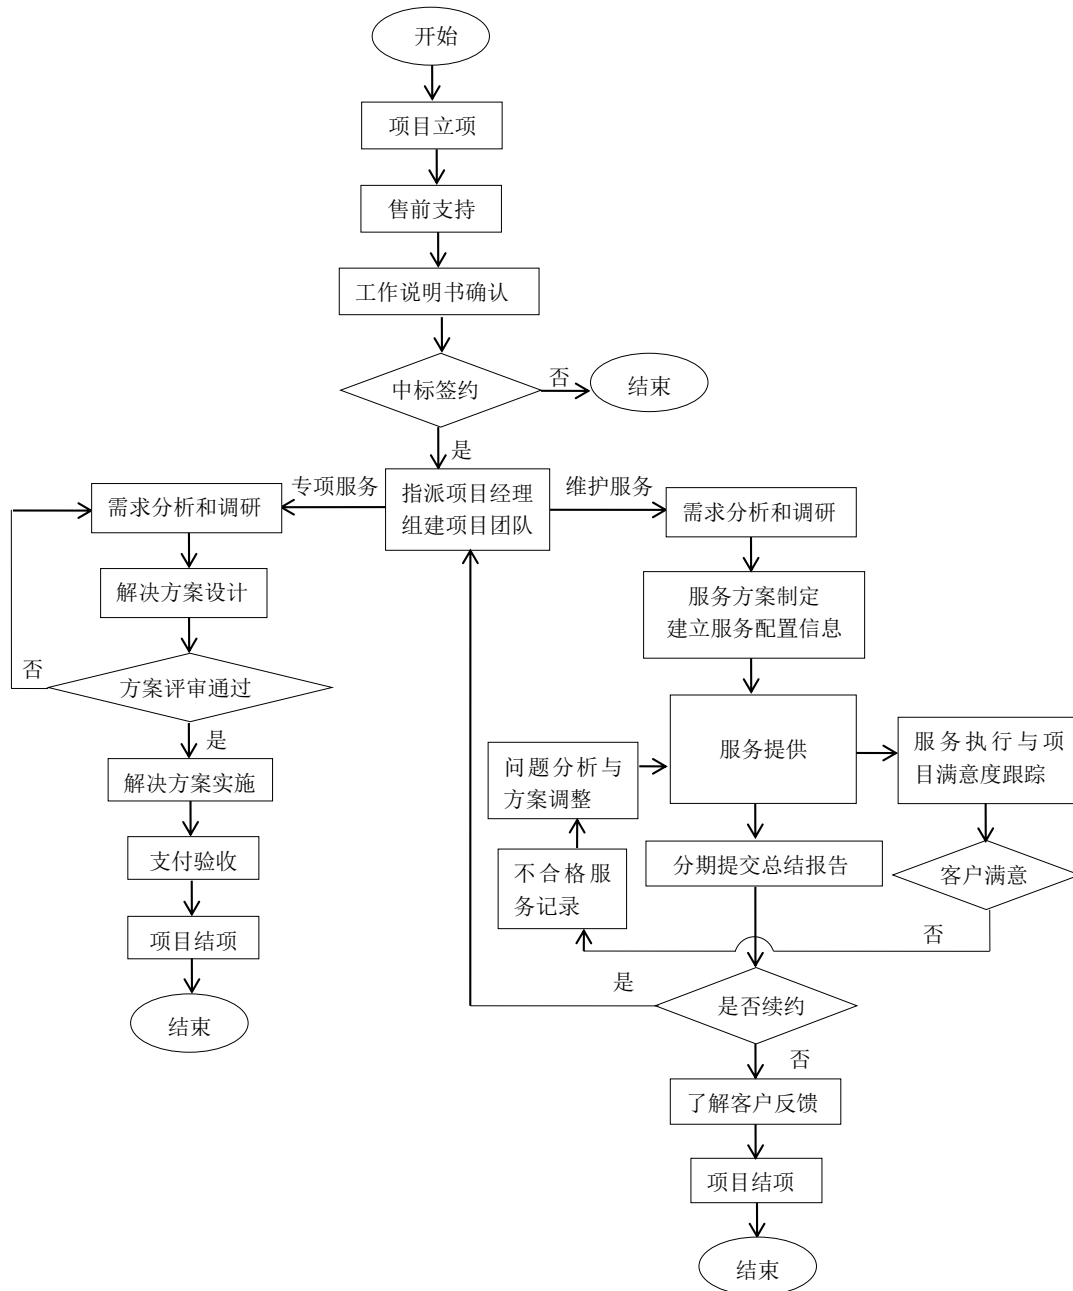 开始
项目立项
售前支持
工作说明书确认
中标签约
否
结束
是
专项服务
指派项目经理
组建项目团队
维护服务
需求分析和调研
需求分析和调研
解决方案设计
服务方案制定
建立服务配置信息
否
方案评审通过
是
服务提供
服务执行与项
目满意度跟踪
问题分析与
方案调整
解决方案实施
支付验收
分期提交总结报告
客户满意
不合格服
务记录
项目结项
否
是
是否续约
结束
否
了解客户反馈
项目结项
结束